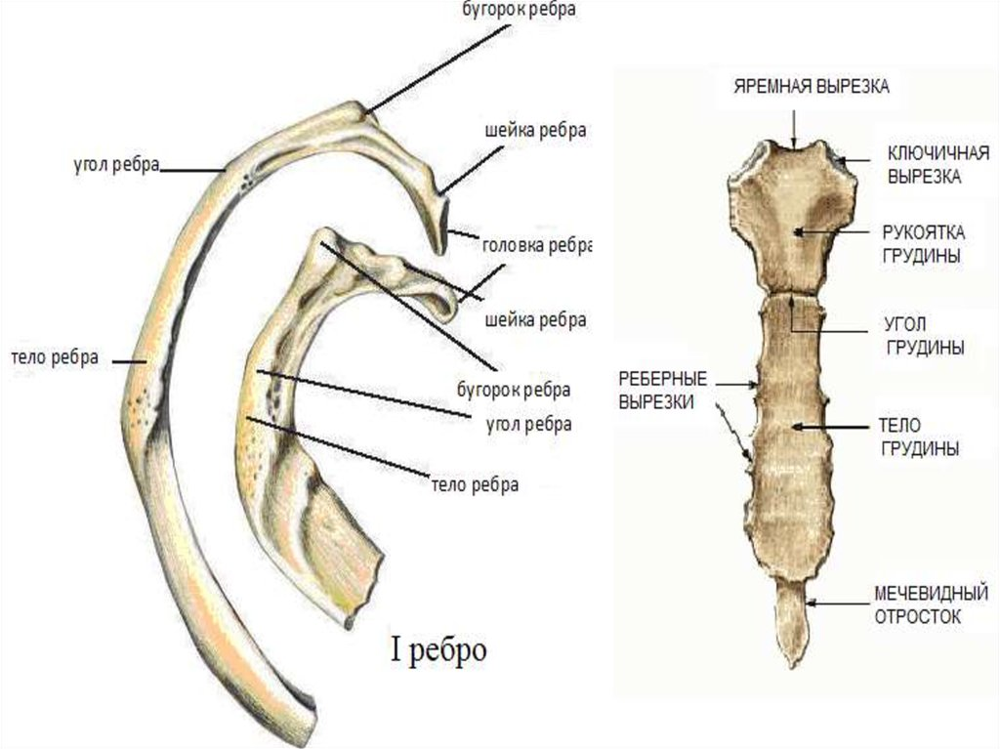 бугорок ребра
шейка ребра
угол ребра
головка ребра
шейка ребра
тело ребра
бугорок ребра
угол ребра
тело ребра
I ребро
ЯРЕМНАЯ ВЫРЕЗКА
КЛЮЧИЧНАЯ
ВЫРЕЗКА
РУКОЯТКА
ГРУДИНЫ
УГОЛ
ГРУДИНЫ
РЕБЕРНЫЕ
ВЫРЕЗКИ
ТЕЛО
ГРУДИНЫ
МЕЧЕВИДНЫЙ
ОТРОСТОК